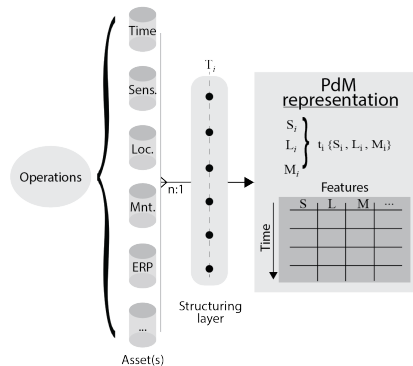 Operations
Time
Sens.
Loc.
Mnt.
ERP
...
Asset(s)
n:1
Ti
Structuring
layer
PdM
representation
Si
Li
Mi
ti {Si , Li , Mi}
Features
S L M ...
Time